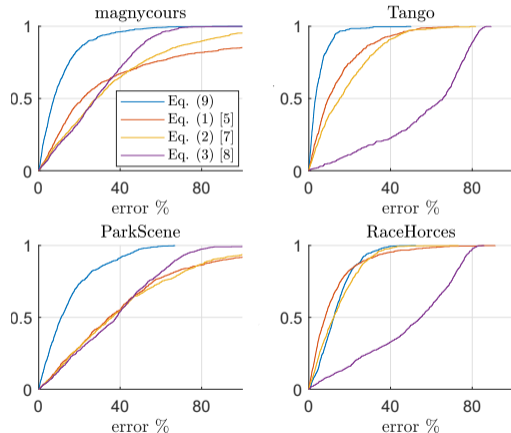 magnycours
1
0.5
0
0
40
80
error %
Eq. (9)
Eq. (1) [5]
Eq. (2) [7]
Eq. (3) [8]
Tango
1
0.5
0
0
40
80
error %
ParkScene
1
0.5
0
0
40
80
error %
RaceHorces
1
0.5
0
0
40
80
error %